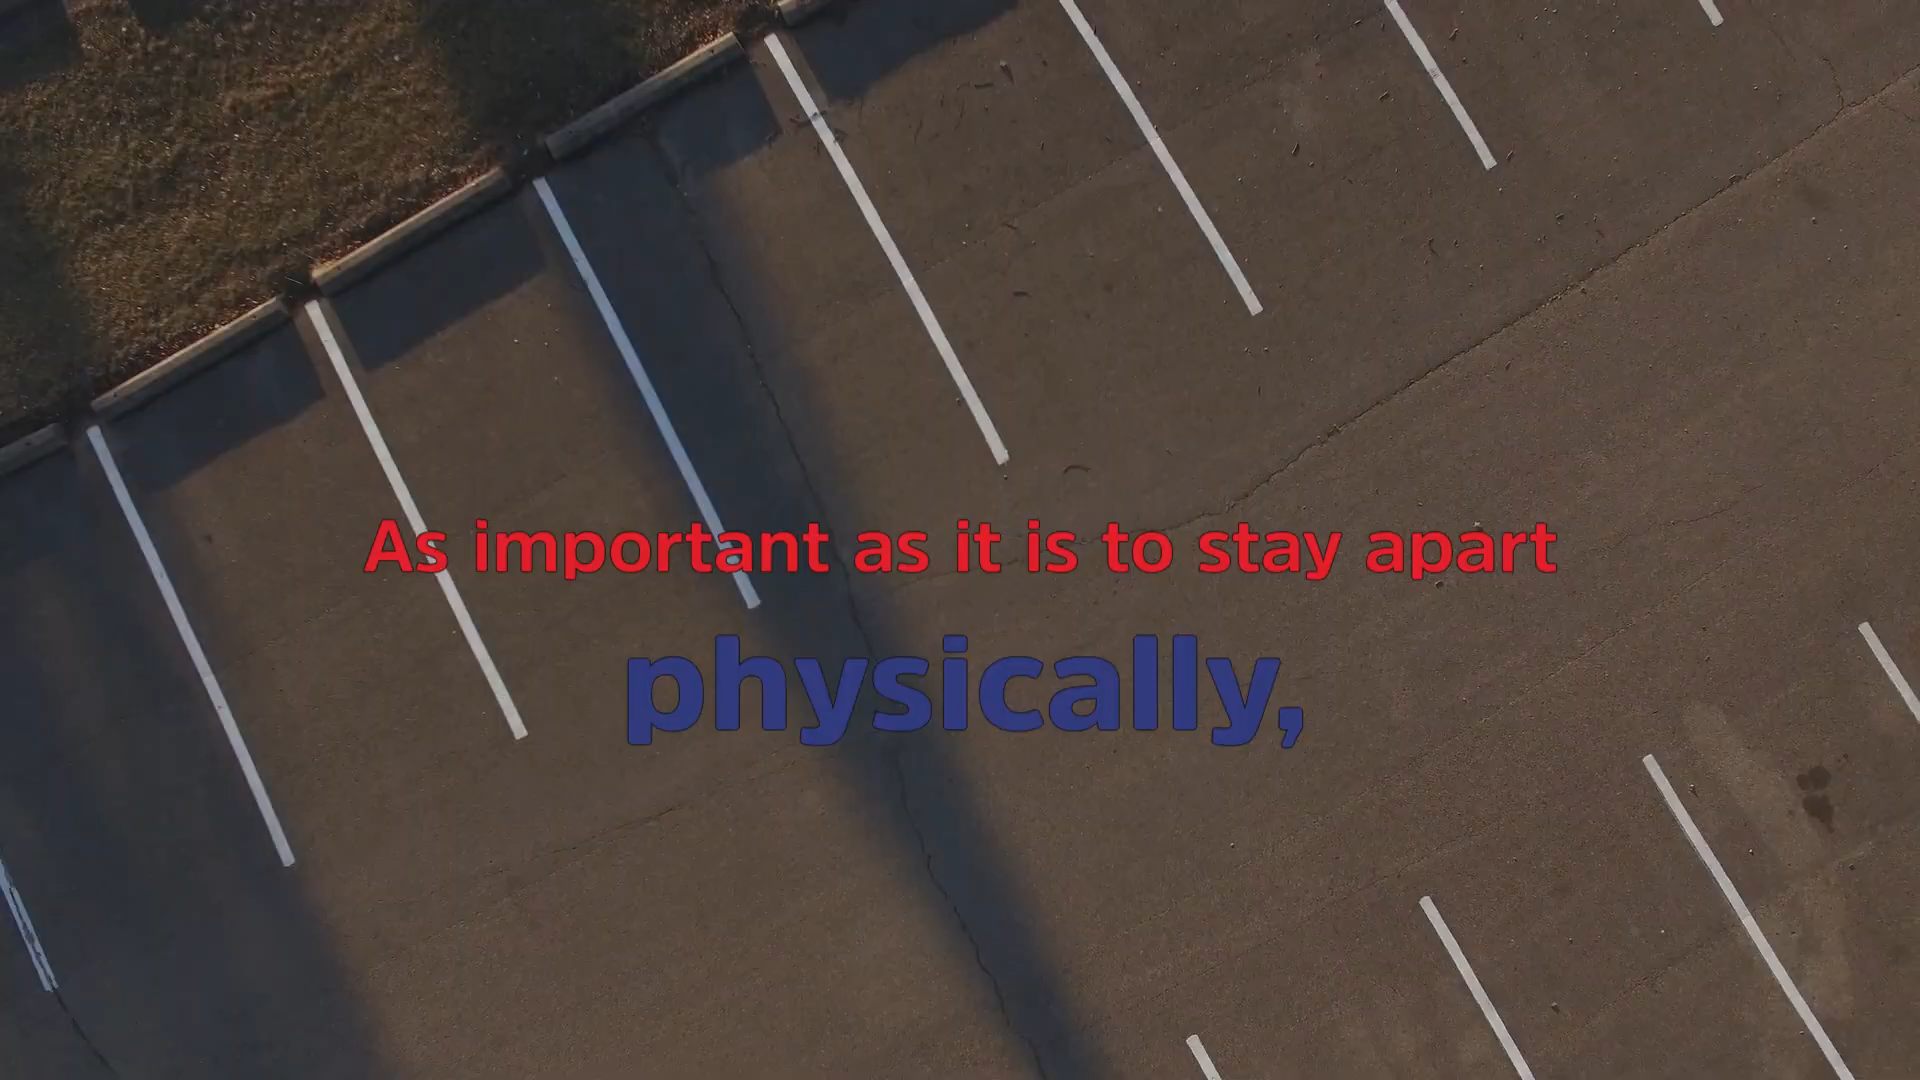 As important as it is to stay apart
physically,